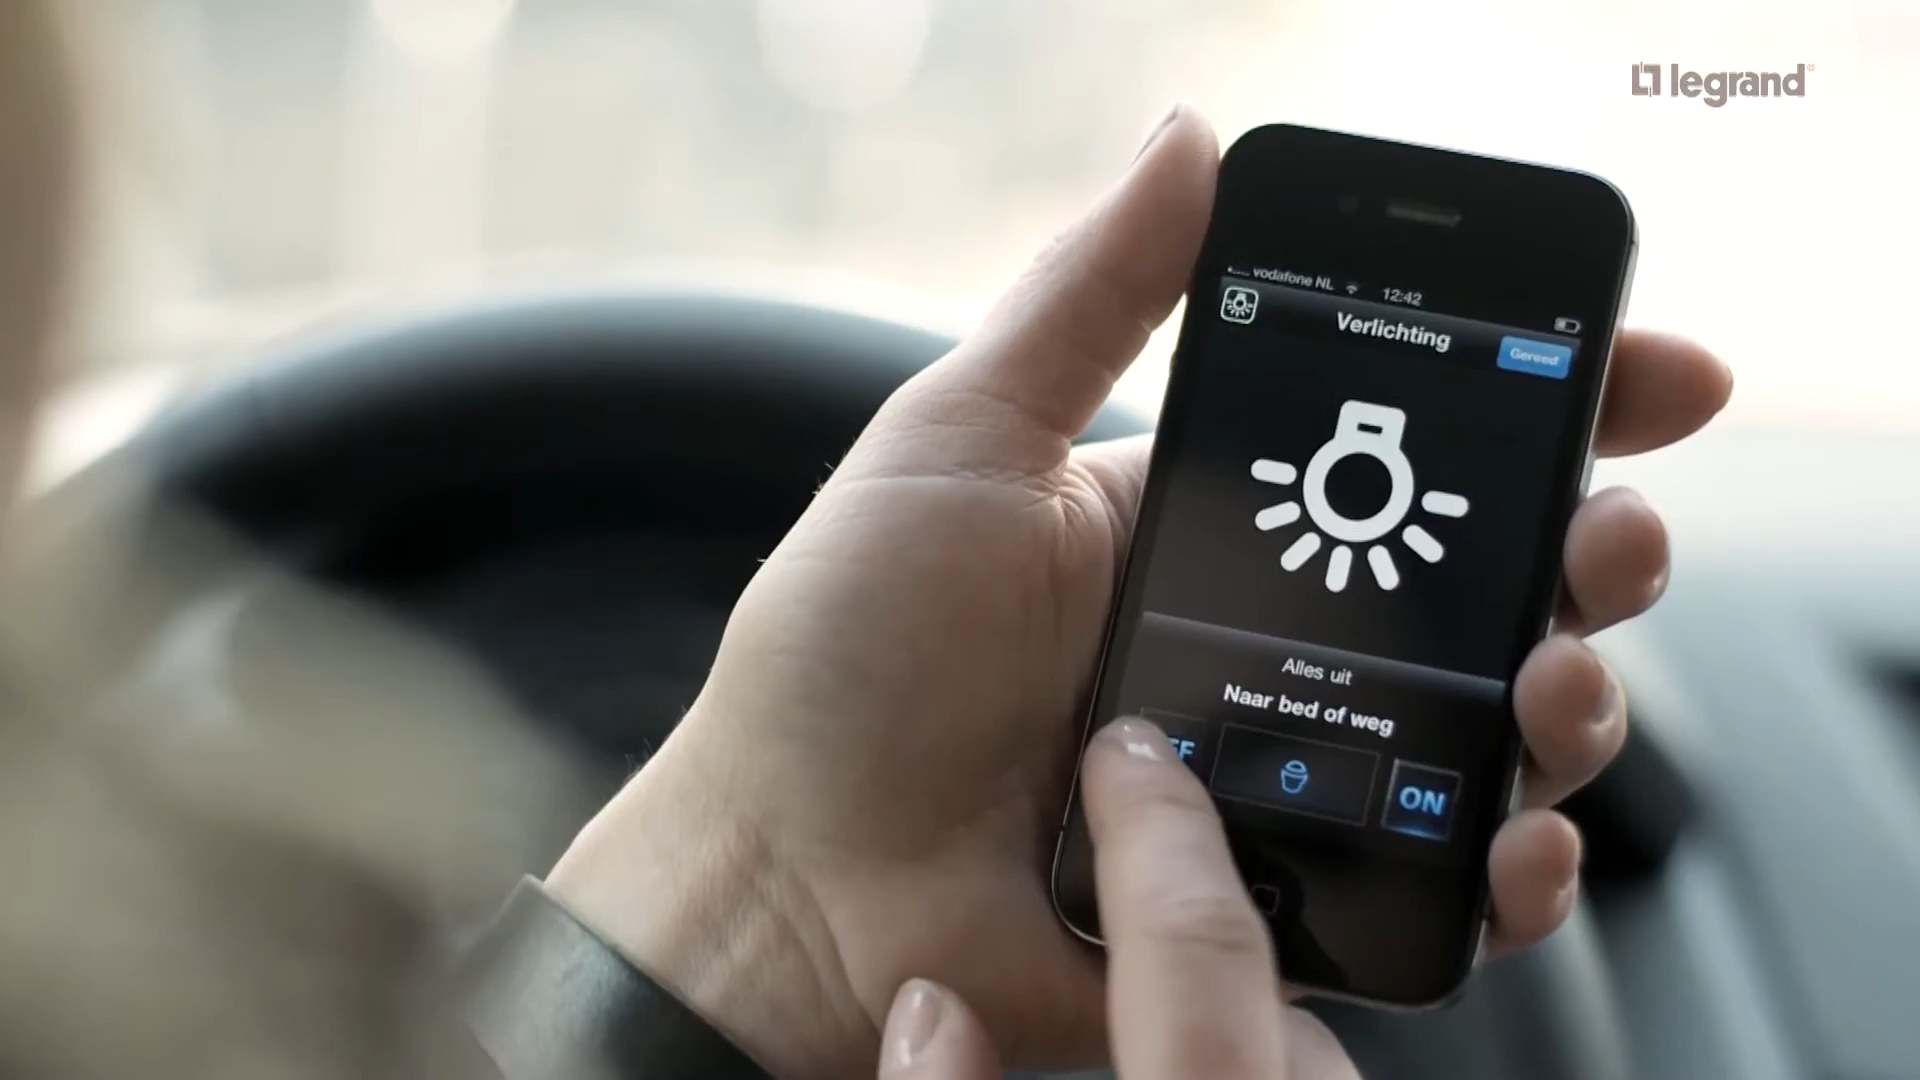 legrand®
vodafone NL 12:42
Verlichting
Gereed
Alles uit
Naar bed of weg
ON